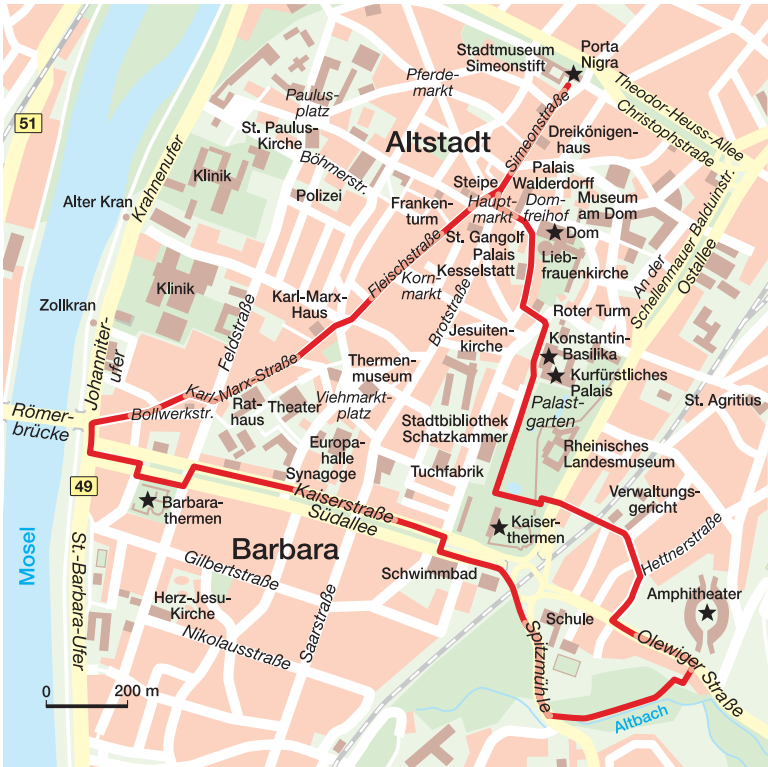 Stadtmuseum
Simeonstift
Porta
Nigra
Pferde-
markt
Theodor-Heuss-Allee
Christophstraße
51
Paulus-
platz
Simeonstraße
St. Paulus-
Kirche
Altstadt
Dreikönigen-
haus
Böhmerstr.
Krahnenufer
Klinik
Polizei
Steipe
Palais
Walderdorff
Alter Kran
Franken-
turm
Haupt-
markt
Dom-
freihof
Museum
am Dom
St. Gangolf
Dom
Palais
Kesselstatt
Lieb-
frauenkirche
An der
Schellenmauer
Balduinstr.
Ostallee
Fleischstraße
Korn-
markt
Klinik
Karl-Marx-
Haus
Brotstraße
Zollkran
Feldstraße
Roter Turm
Jesuiten-
kirche
Konstantin-
Basilika
Johanniter-
ufer
Thermen-
museum
Kurfürstliches
Palais
Karl-Marx-Straße
St. Agritius
Römer-
brücke
Bollwerkstr.
Rat-
haus
Theater
Viehmarkt-
platz
Palast-
garten
Stadtbibliothek
Schatzkammer
Europa-
halle
Synagoge
Rheinisches
Landesmuseum
Tuchfabrik
49
Barbara-
thermen
Kaiserstraße
Südallee
Verwaltungs-
gericht
Kaiser-
thermen
Hettnerstraße
Mosel
St.-Barbara-Ufer
Barbara
Gilbertstraße
Schwimmbad
Amphitheater
Herz-Jesu-
Kirche
Saarstraße
Schule
Nikolausstraße
Spitzmühle
Olewiger Straße
Altbach
0
200 m